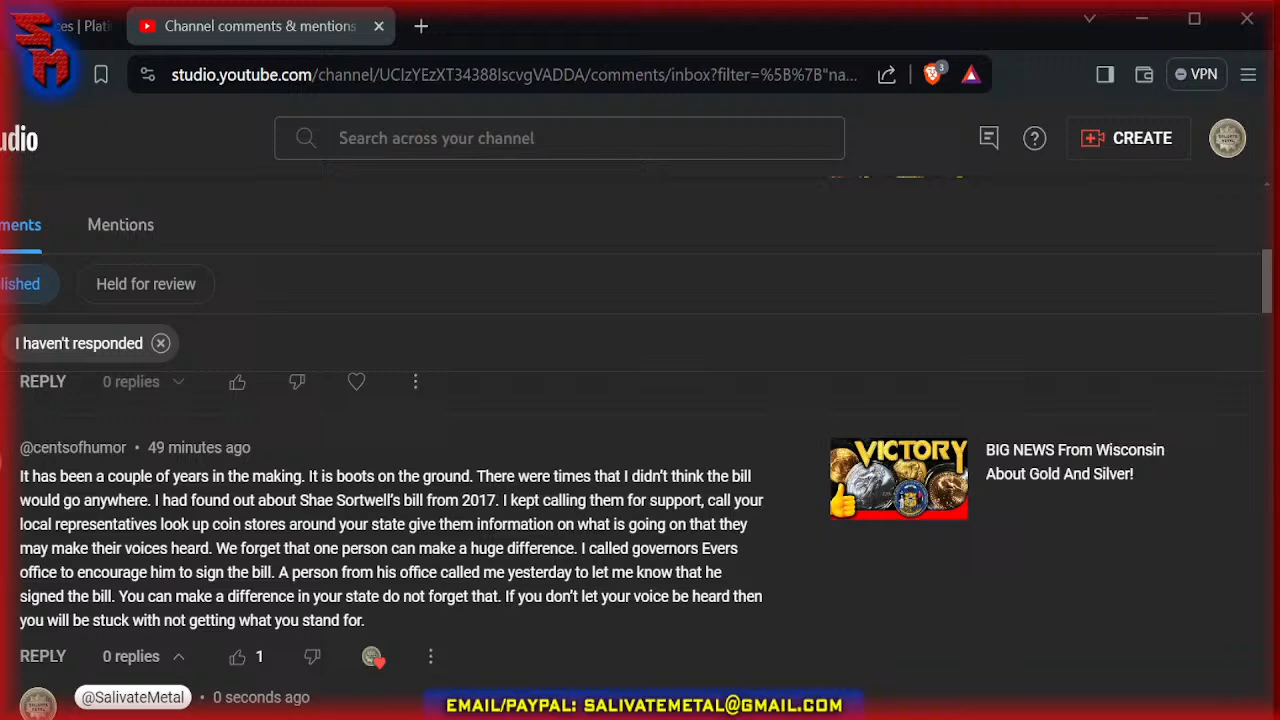 SM
ces | Plati
Channel comments & mentions
studio.youtube.com/channel/UCIzYEzXT34388IscvgVADDA/comments/inbox?filter=%5B%7B"na...
3
VPN
udio
Search across your channel
CREATE
ments
Mentions
lished
Held for review
I haven't responded
REPLY
0 replies
@centsofhumor • 49 minutes ago
It has been a couple of years in the making. It is boots on the ground. There were times that I didn't think the bill
would go anywhere. I had found out about Shae Sortwell's bill from 2017. I kept calling them for support, call your
local representatives look up coin stores around your state give them information on what is going on that they
may make their voices heard. We forget that one person can make a huge difference. I called governors Evers
office to encourage him to sign the bill. A person from his office called me yesterday to let me know that he
signed the bill. You can make a difference in your state do not forget that. If you don't let your voice be heard then
you will be stuck with not getting what you stand for.
VICTORY
BIG NEWS From Wisconsin
About Gold And Silver!
REPLY
0 replies
1
@SalivateMetal • 0 seconds ago
EMAIL/PAYPAL: SALIVATEMETAL@GMAIL.COM